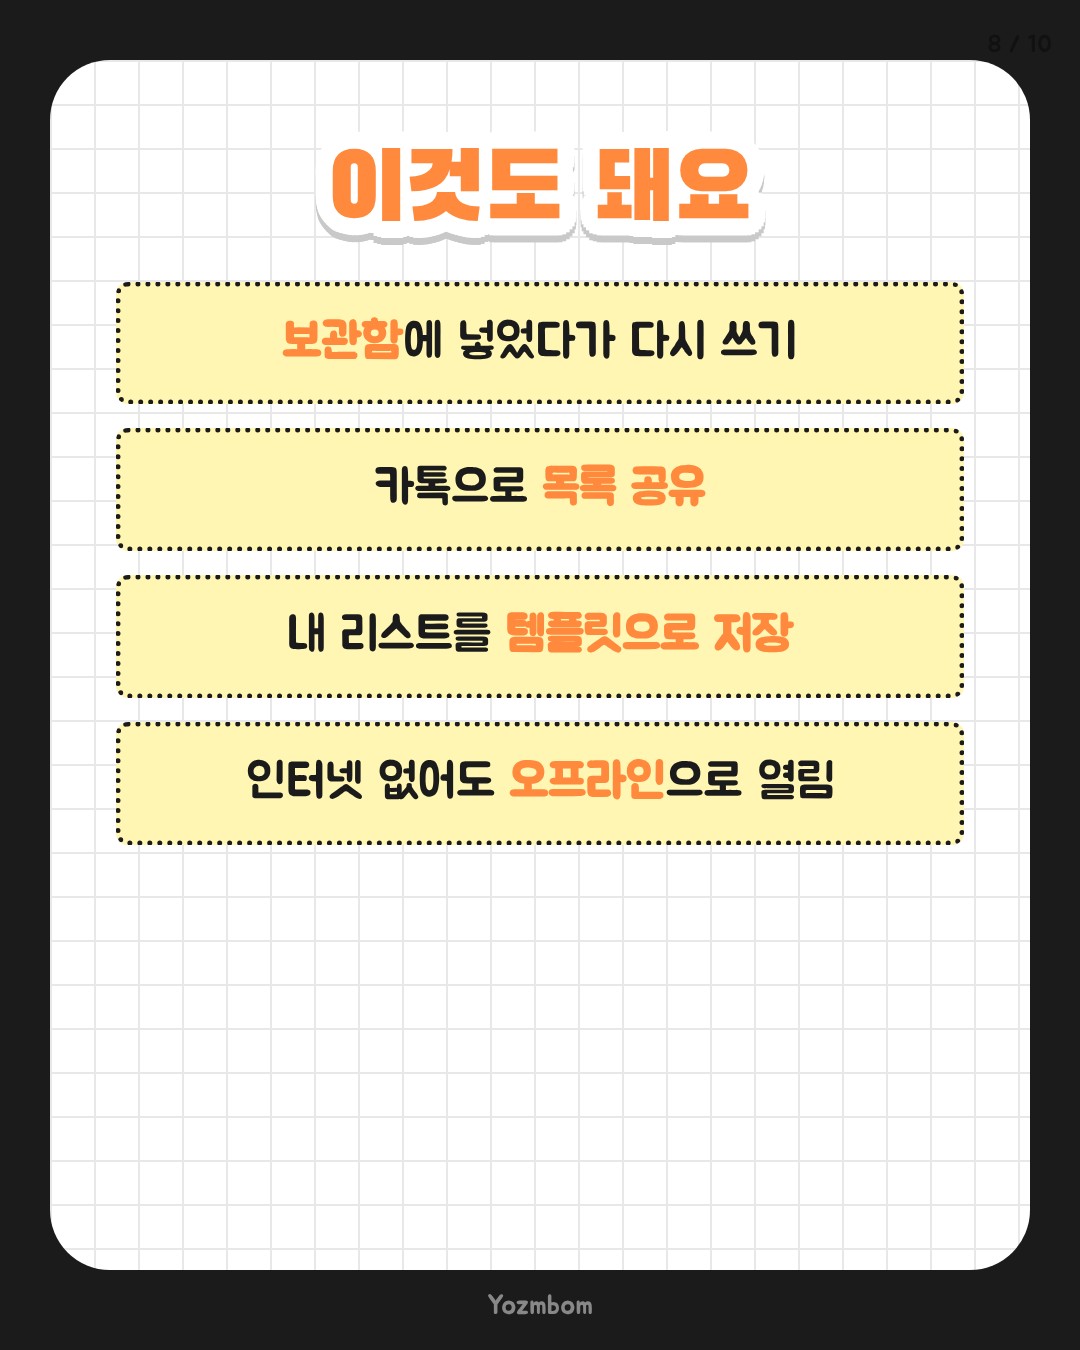 8 / 10
이것도 돼요
보관함에 넣었다가 다시 쓰기
카톡으로 목록 공유
내 리스트를 템플릿으로 저장
인터넷 없어도 오프라인으로 열림
Yozmbom